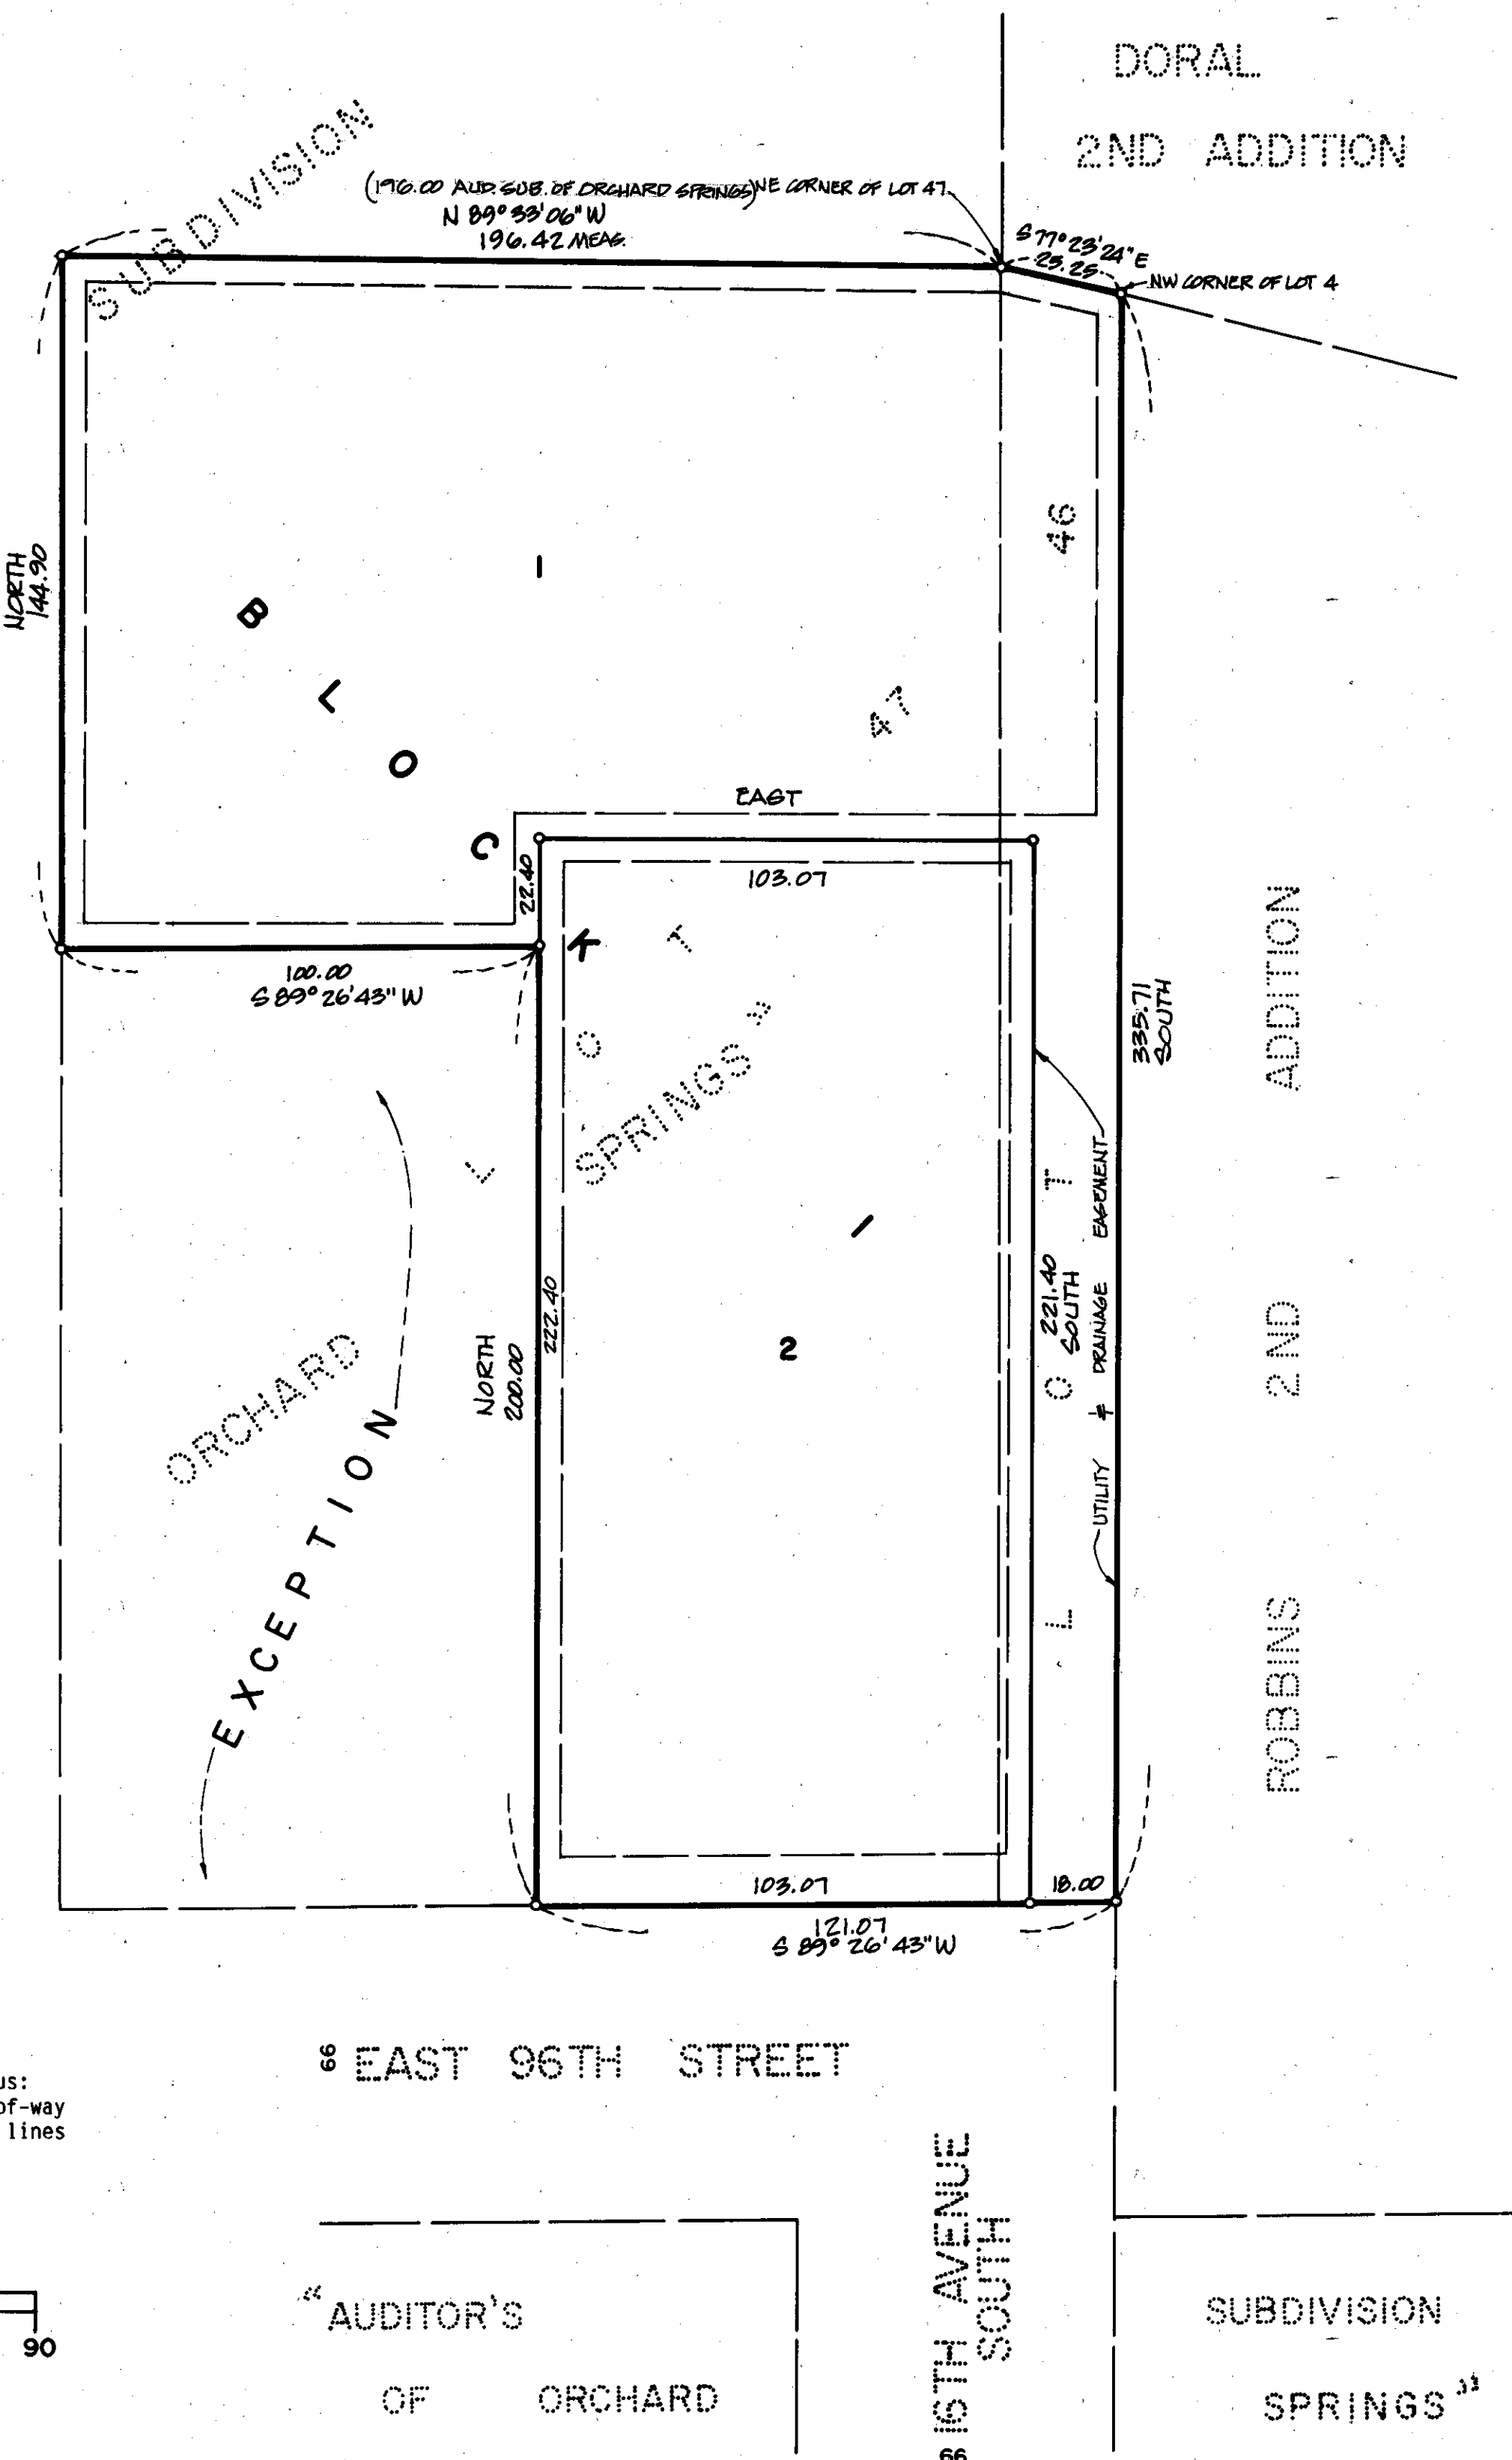 DORAL
2ND ADDITION
SUBDIVISION
(196.00 AUD. SUB. OF ORCHARD SPRINGS)
NE CORNER OF LOT 47
N 89° 33' 06" W
196.42 MEAS.
S 77° 23' 24" E
25.25
NW CORNER OF LOT 4
NORTH
144.90
1
46
BLOCK
47
EAST
22.40
103.07
100.00
S 89° 26' 43" W
LOT
SPRINGS"
335.71
SOUTH
ADDITION
1
221.40
SOUTH
UTILITY & DRAINAGE EASEMENT
LOT
2
222.40
NORTH
200.00
ORCHARD
EXCEPTION
2ND
ROBBINS
103.07
18.00
121.07
S 89° 26' 43" W
66
EAST 96TH STREET
us:
of-way
lines
16TH AVENUE
SOUTH
66
90
"AUDITOR'S
SUBDIVISION
OF ORCHARD
SPRINGS"